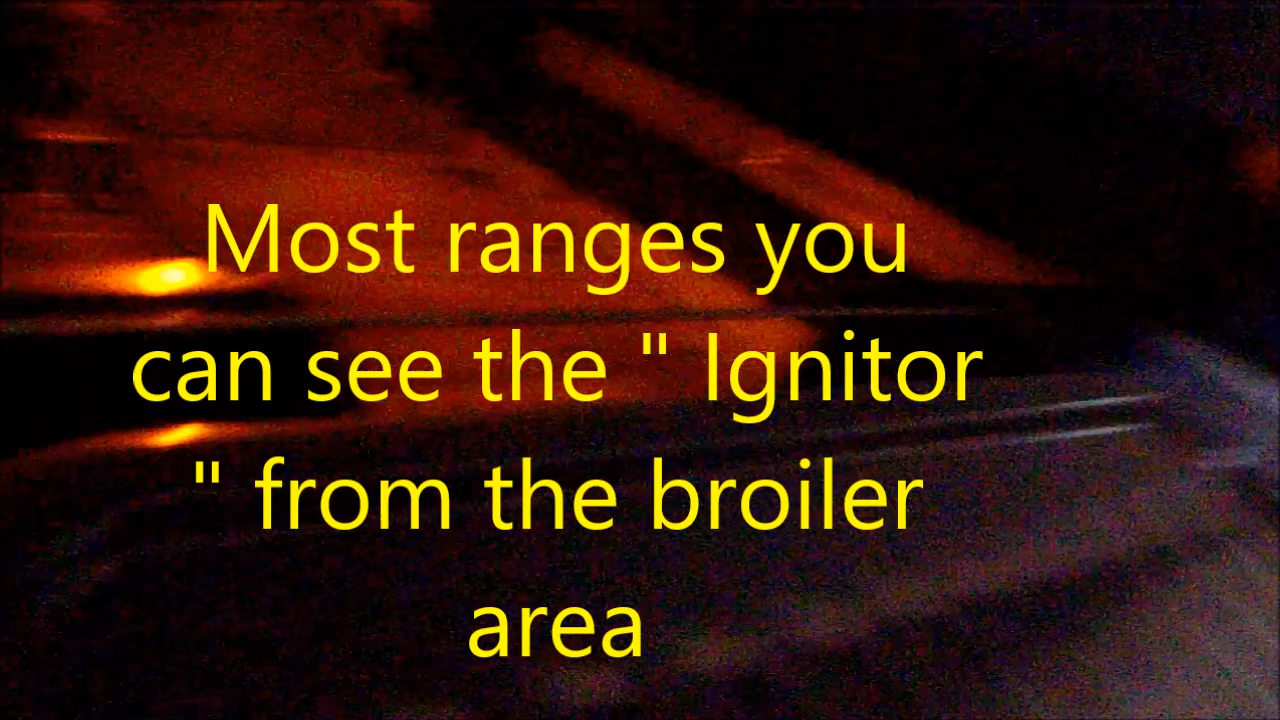 Most ranges you
can see the " Ignitor
" from the broiler
area